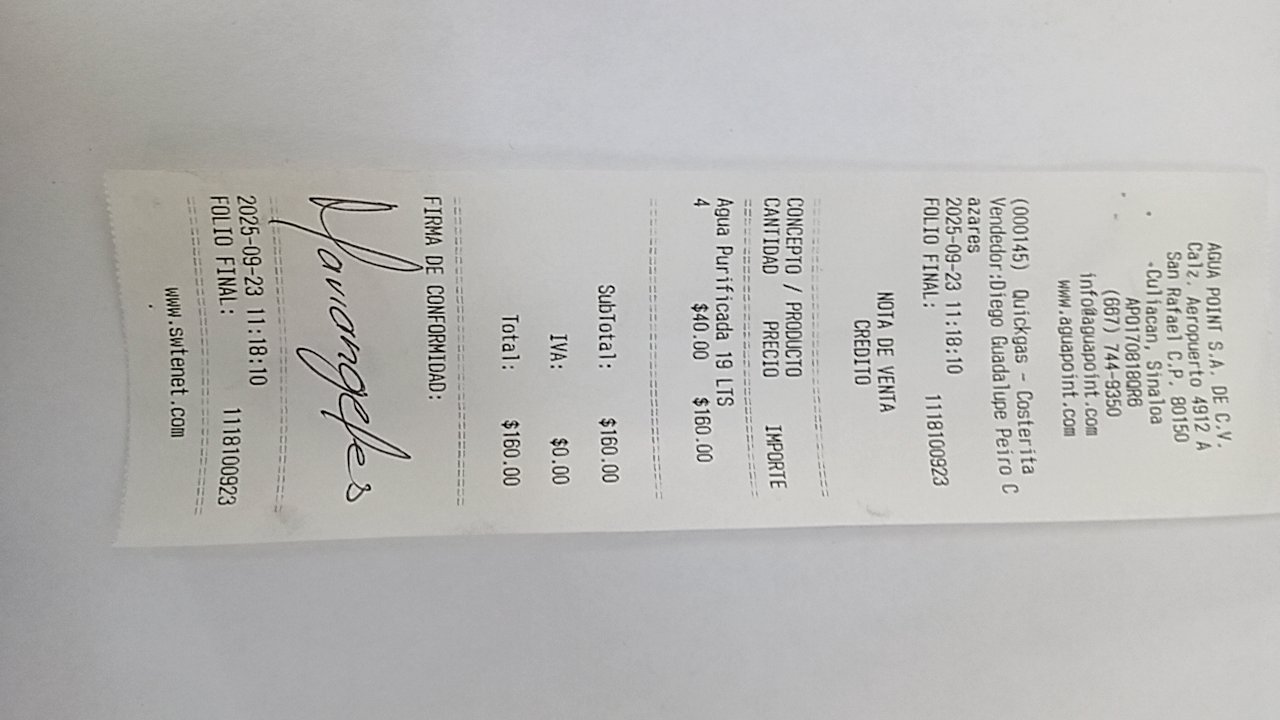 AGUA POINT S.A. DE C.V.
Calz. Aeropuerto 4912 A
San Rafael C.P. 80150
Culiacan, Sinaloa
APO170818QR6
(667) 744-9350
info@aguapoint.com
www.aguapoint.com
(000145) Quickgas - Costerita
Vendedor:Diego Guadalupe Peiro C
azares
2025-09-23 11:18:10
FOLIO FINAL: 1118100923
NOTA DE VENTA
CREDITO
CONCEPTO / PRODUCTO
CANTIDAD PRECIO IMPORTE
Agua Purificada 19 LTS
4 $40.00 $160.00
SubTotal: $160.00
IVA: $0.00
Total: $160.00
FIRMA DE CONFORMIDAD:
2025-09-23 11:18:10
FOLIO FINAL: 1118100923
www.swtenet.com